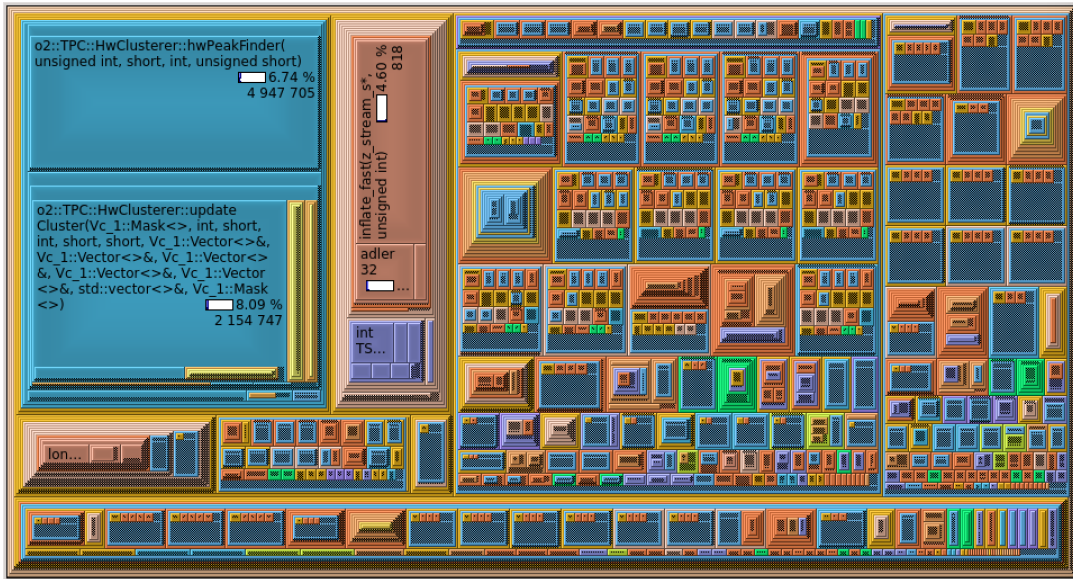 o2::TPC::HwClusterer::hwPeakFinder(
unsigned int, short, int, unsigned short)
6.74 %
4 947 705
o2::TPC::HwClusterer::update
Cluster(Vc_1::Mask<>, int, short,
int, short, short, Vc_1::Vector<>&,
Vc_1::Vector<>&, Vc_1::Vector<>
&, Vc_1::Vector<>&, Vc_1::Vector
<>&, std::vector<>&, Vc_1::Mask
<>)
8.09 %
2 154 747
inflate_fast(z_stream_s*,
unsigned int)
4.60 %
818
adler
32
...
int
TS...
lon...